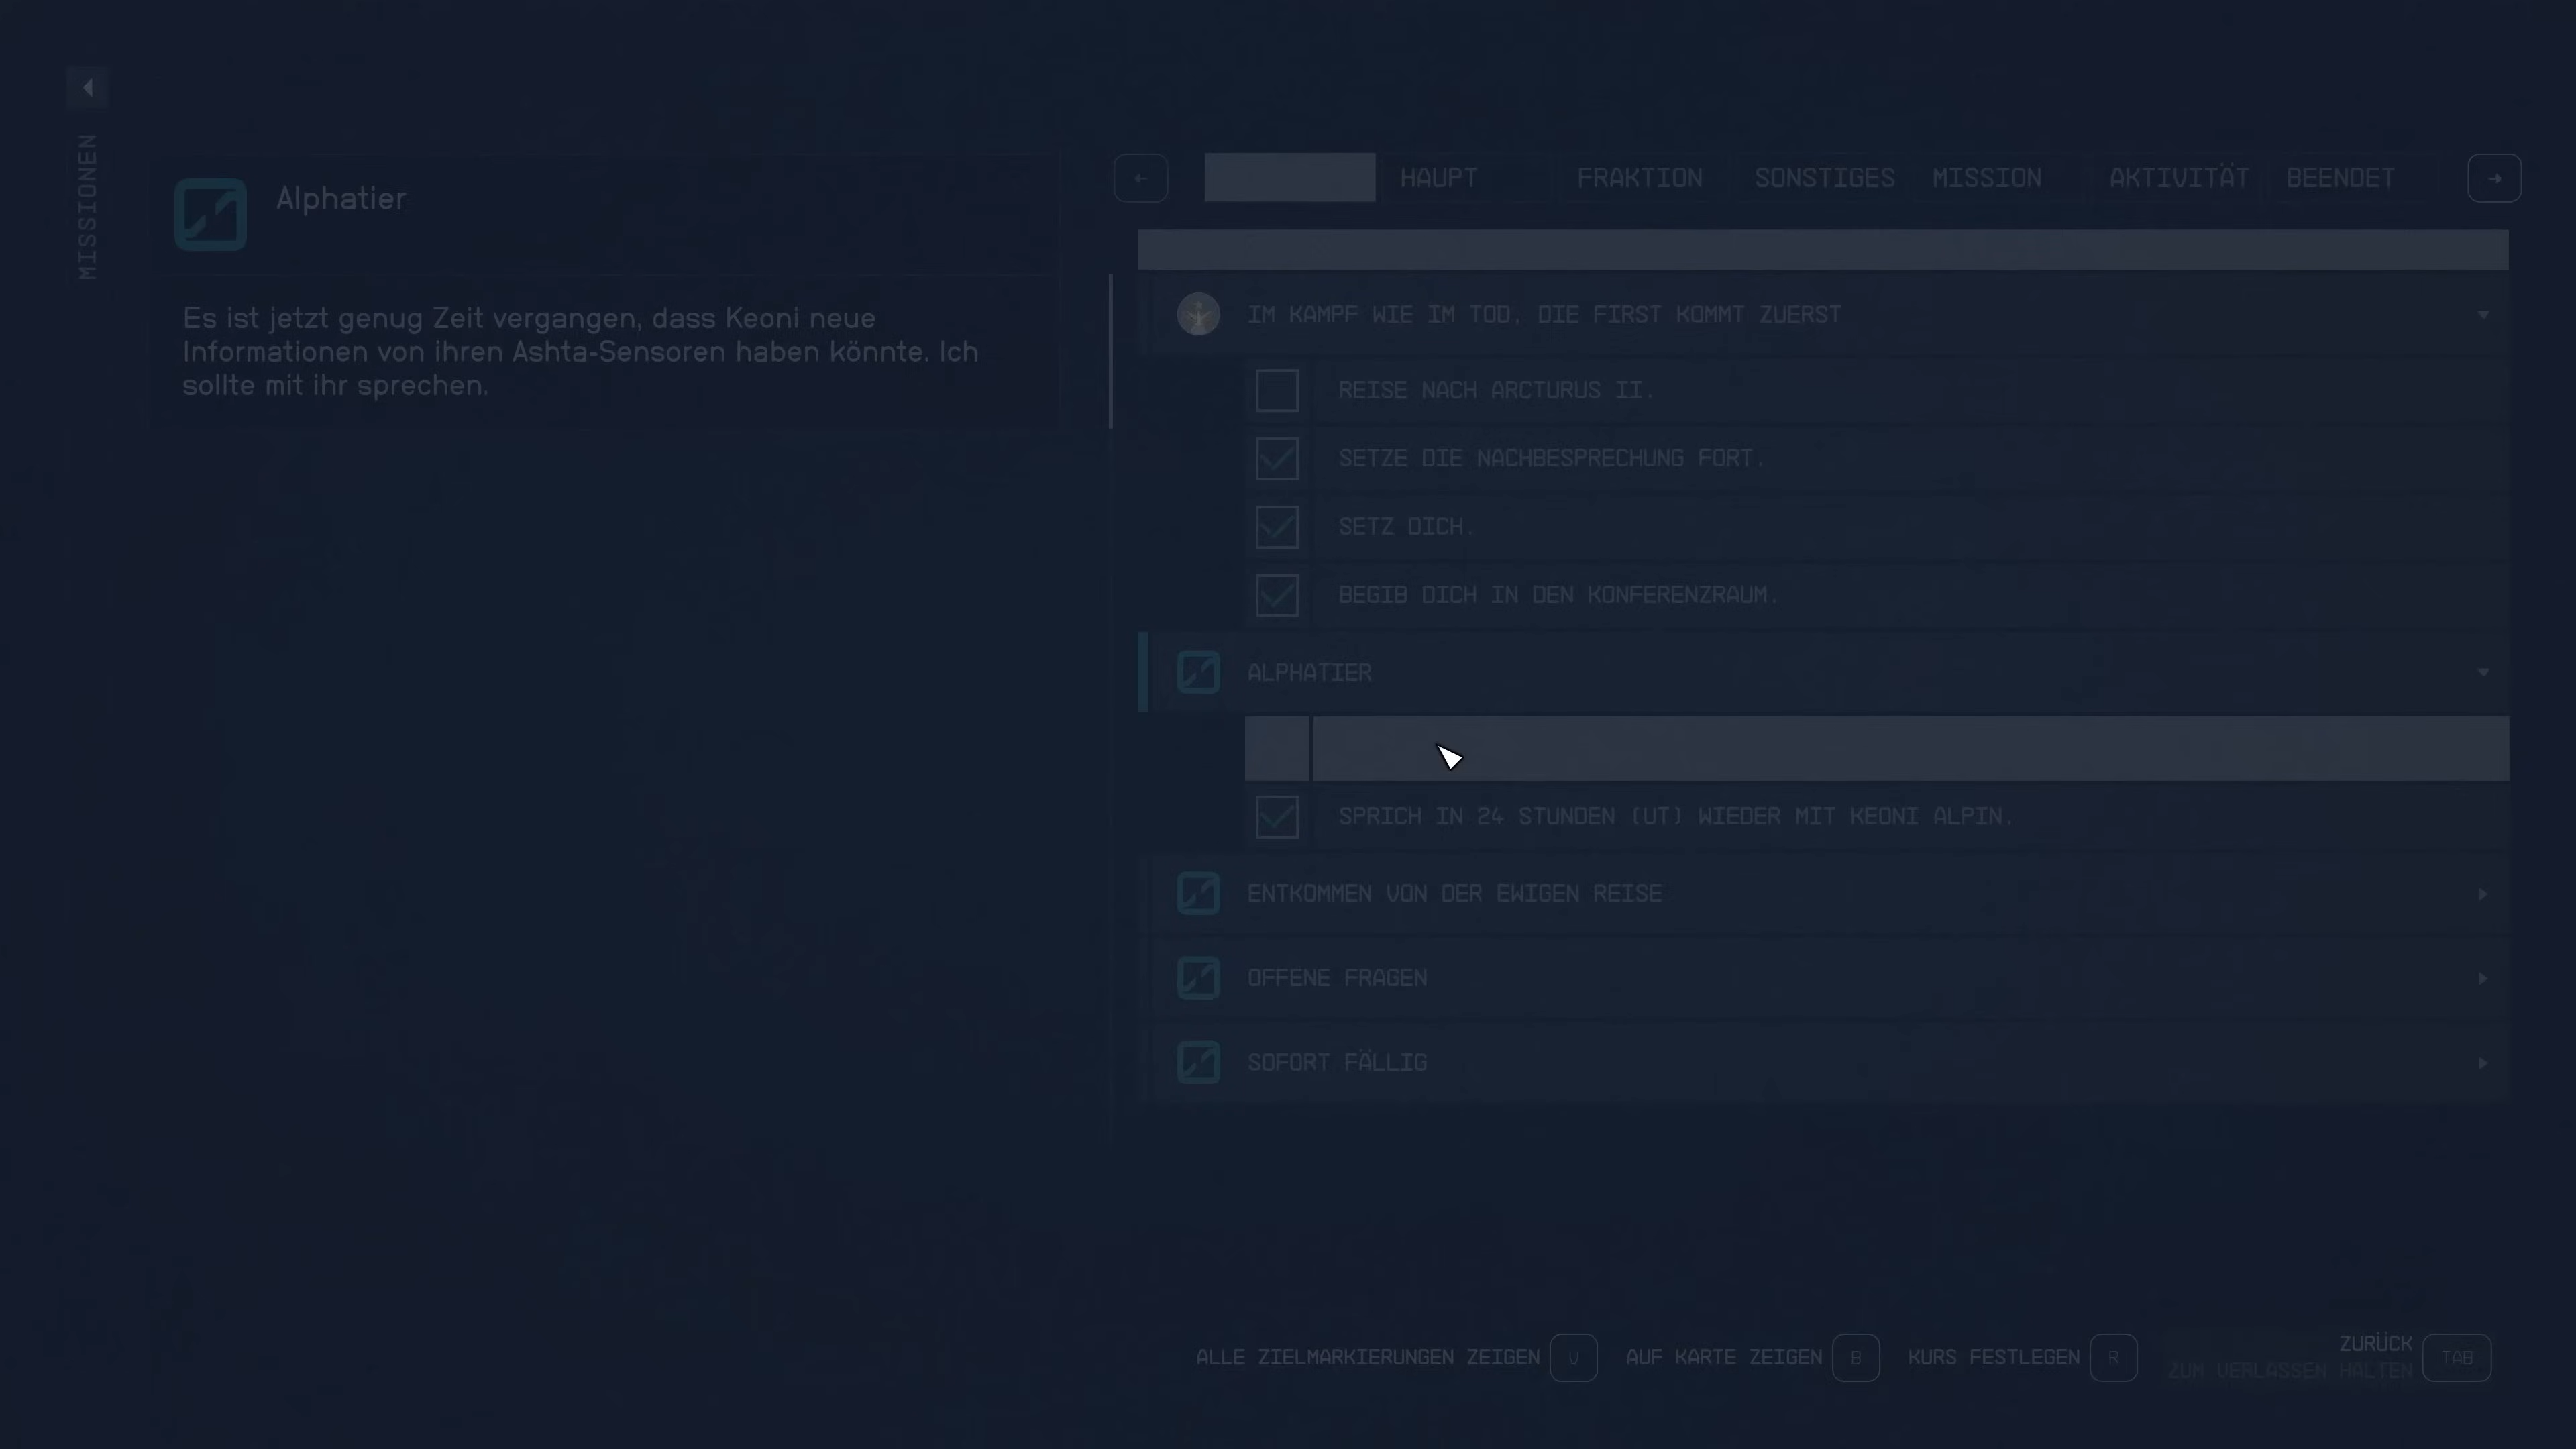 MISSIONEN
Alphatier
Es ist jetzt genug Zeit vergangen, dass Keoni neue
Informationen von ihren Ashta-Sensoren haben könnte. Ich
sollte mit ihr sprechen.
HAUPT
FRAKTION
SONSTIGES
MISSION
AKTIVITÄT
BEENDET
IM KAMPF WIE IM TOD, DIE FIRST KOMMT ZUERST
REISE NACH ARCTURUS II.
SETZE DIE NACHBESPRECHUNG FORT.
SETZ DICH.
BEGIB DICH IN DEN KONFERENZRAUM.
ALPHATIER
SPRICH IN 24 STUNDEN (UT) WIEDER MIT KEONI ALPIN.
ENTKOMMEN VON DER EWIGEN REISE
OFFENE FRAGEN
SOFORT FÄLLIG
ALLE ZIELMARKIERUNGEN ZEIGEN V
AUF KARTE ZEIGEN B
KURS FESTLEGEN R
ZURÜCK
ZUM VERLASSEN HALTEN
TAB